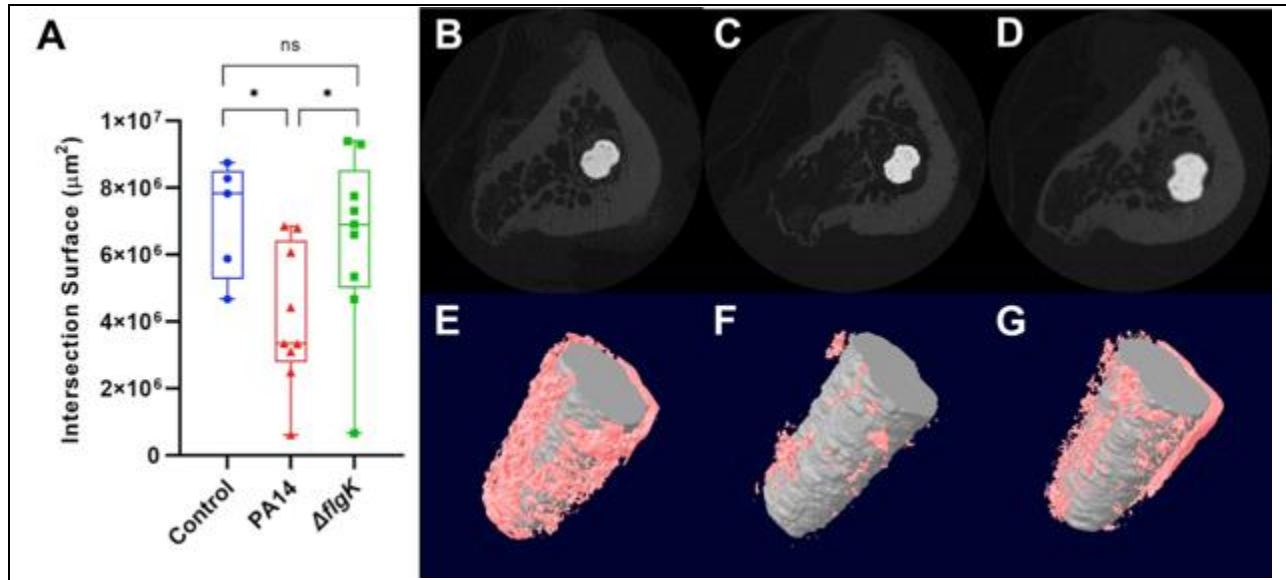 A
B
C
D
ns
*
*
1×10⁷
8×10⁶
6×10⁶
4×10⁶
2×10⁶
0
Intersection Surface (μm²)
Control
PA14
ΔflgK
E
F
G